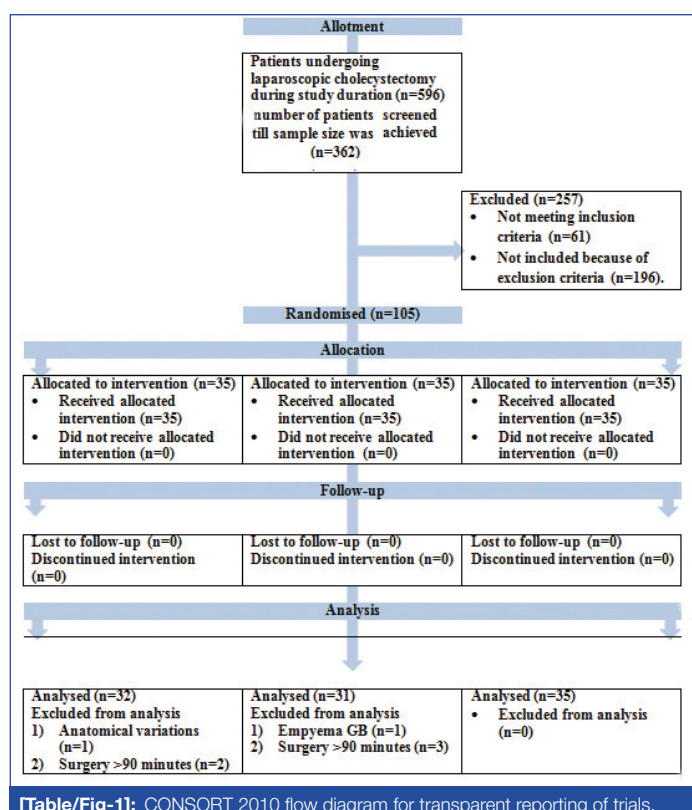 Allotment
Patients undergoing
laparoscopic cholecystectomy
during study duration (n=596)
number of patients screened
till sample size was achieved
(n=362)
Excluded (n=257)
• Not meeting inclusion
criteria (n=61)
• Not included because of
exclusion criteria (n=196).
Randomised (n=105)
Allocation
Allocated to intervention (n=35)
• Received allocated
intervention (n=35)
• Did not receive allocated
intervention (n=0)
Allocated to intervention (n=35)
• Received allocated
intervention (n=35)
• Did not receive allocated
intervention (n=0)
Allocated to intervention (n=35)
• Received allocated
intervention (n=35)
• Did not receive allocated
intervention (n=0)
Follow-up
Lost to follow-up (n=0)
Discontinued intervention
(n=0)
Lost to follow-up (n=0)
Discontinued intervention (n=0)
Lost to follow-up (n=0)
Discontinued intervention (n=0)
Analysis
Analysed (n=32)
Excluded from analysis
1) Anatomical variations
(n=1)
2) Surgery >90 minutes (n=2)
Analysed (n=31)
Excluded from analysis
1) Empyema GB (n=1)
2) Surgery >90 minutes (n=3)
Analysed (n=35)
• Excluded from analysis
(n=0)
[Table/Fig-1]: CONSORT 2010 flow diagram for transparent reporting of trials.